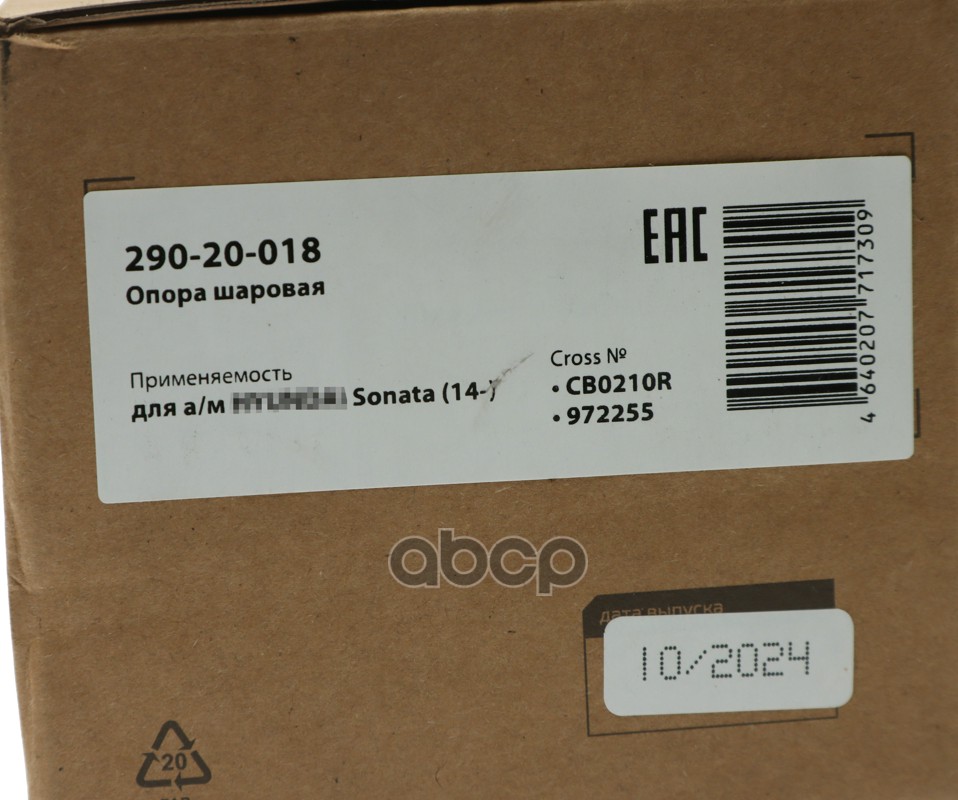 290-20-018
Опора шаровая
EAC
4 640207 717309
Применяемость
для а/м HYUNDAI Sonata (14-)
Cross №
• CB0210R
• 972255
abcp
дата выпуска
10/2024
20